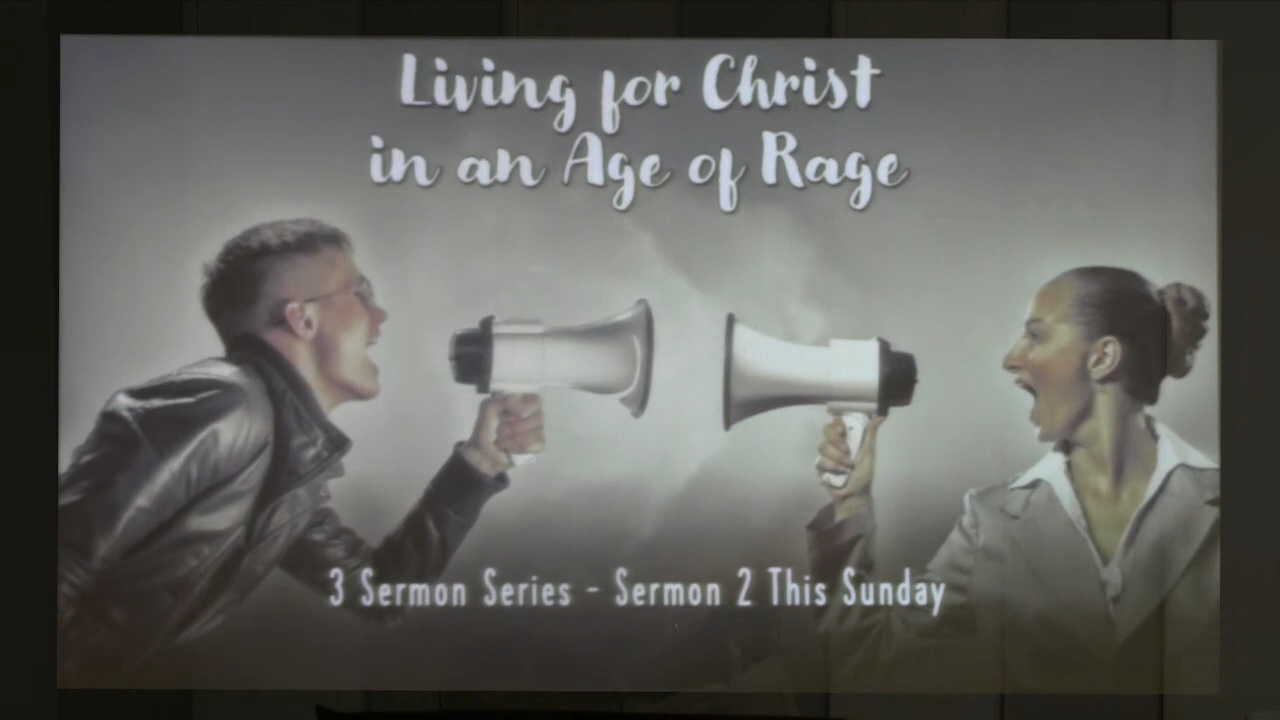 Living for Christ
in an Age of Rage
3 Sermon Series - Sermon 2 This Sunday